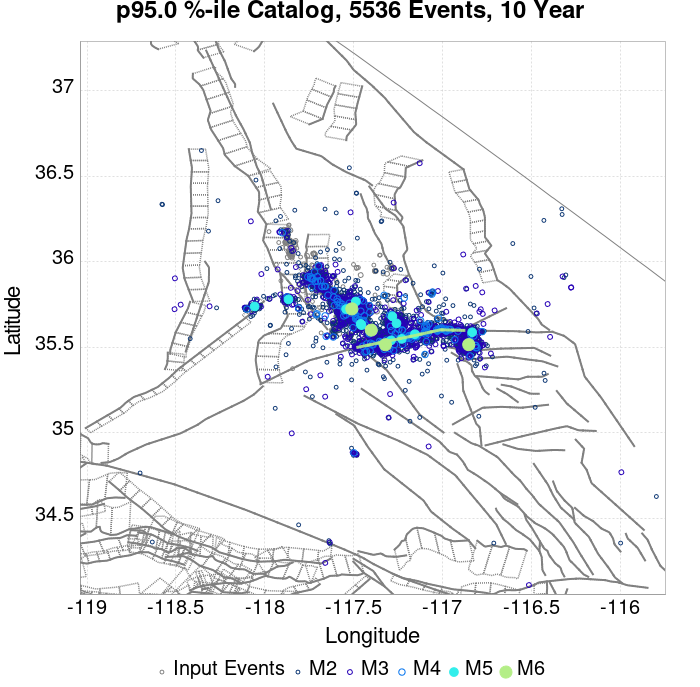 p95.0 %-ile Catalog, 5536 Events, 10 Year
37
36.5
36
35.5
35
34.5
Latitude
-119 -118.5 -118 -117.5 -117 -116.5 -116
Longitude
Input Events M2 M3 M4 M5 M6